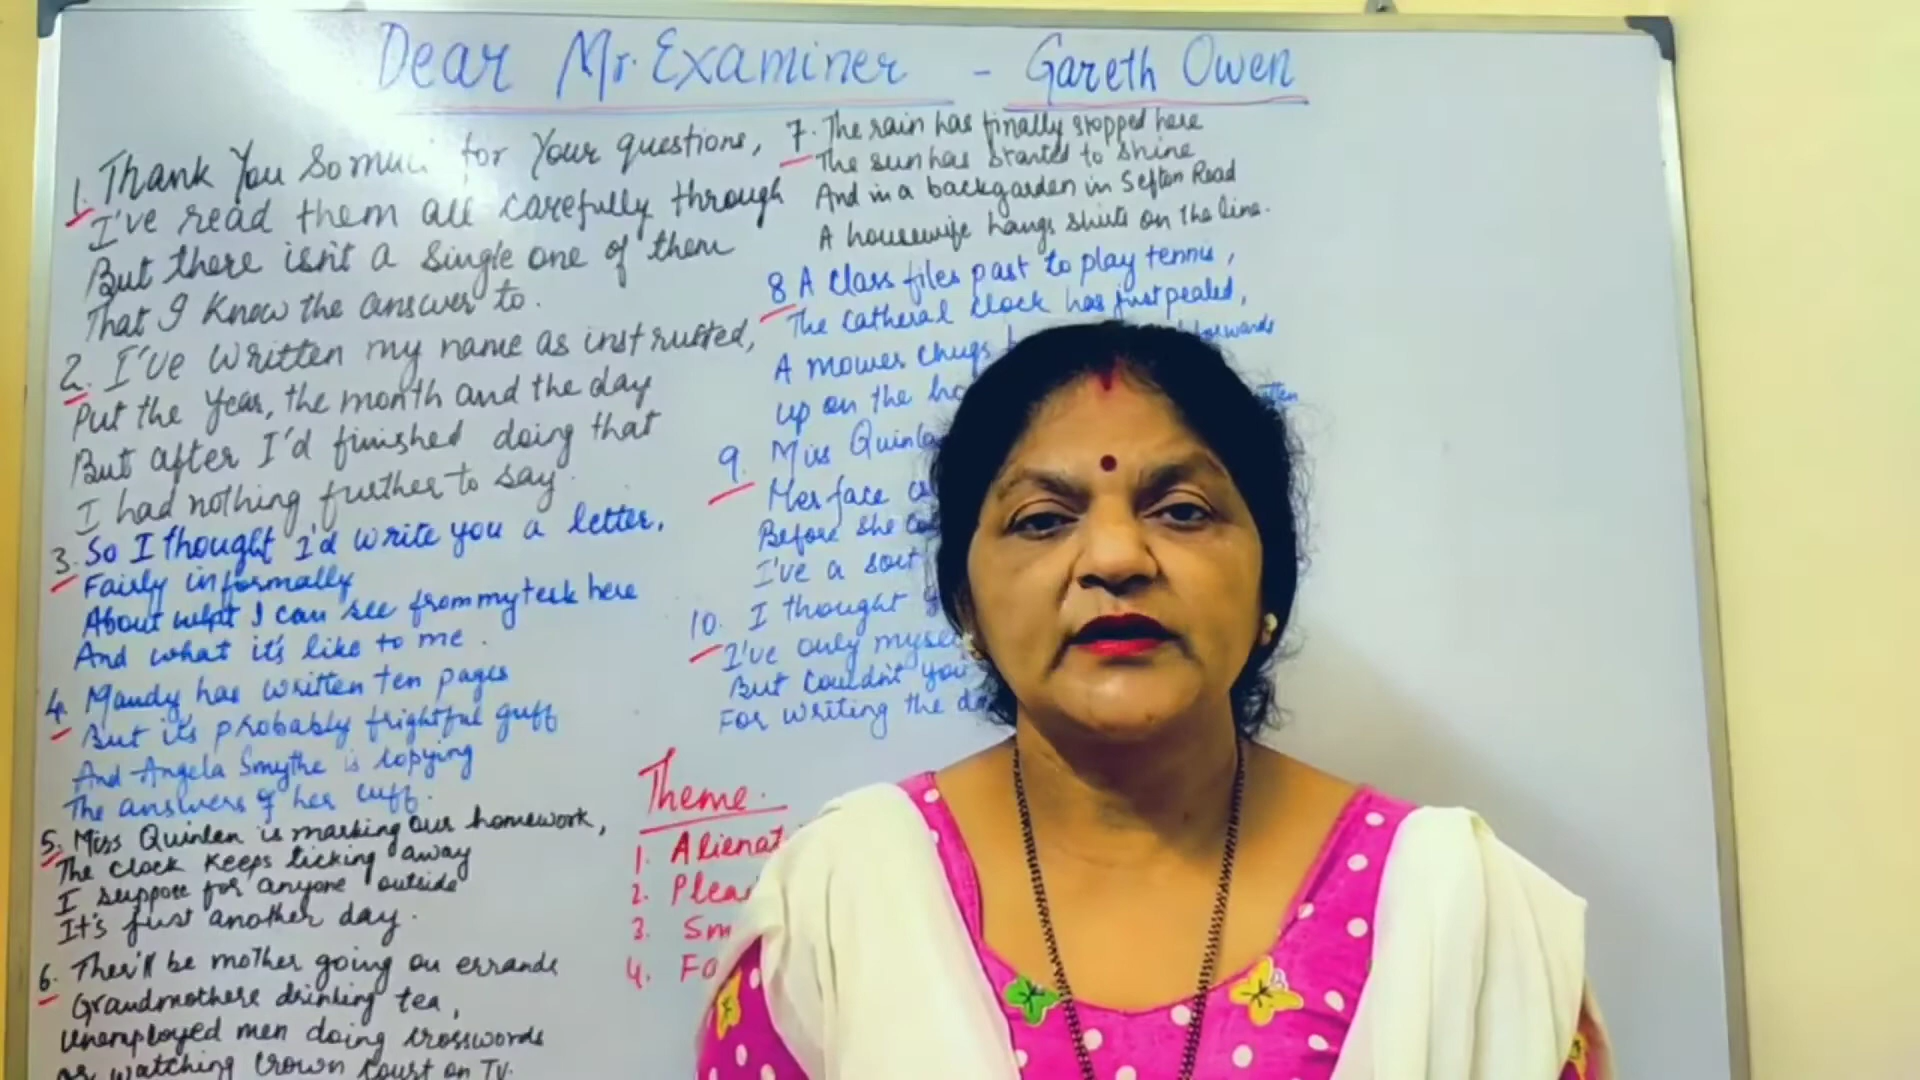 Dear Mr. Examiner - Gareth Owen
1. Thank You So for Your questions,
I've read them all carefully through
But there isn't a single one of them
That I know the answer to.
2. I've written my name as instructed,
Put the Year, the month and the day
But after I'd finished doing that
I had nothing further to say.
3. So I thought I'd write you a letter,
Fairly informally
About what I can see from my desk here
And what it's like to me.
4. Mandy has written ten pages
But it's probably frightful guff
And Angela Smythe is copying
The answers of her cuff.
5. Miss Quinlan is marking our homework,
The clock keeps ticking away
I suppose for anyone outside
It's just another day.
6. Ther'll be mother going on errands
Grandmothers drinking tea,
Unemployed men doing crosswords
or watching Crown Court on TV.
7. The rain has finally stopped here
The sun has started to shine
And in a backgarden in Sefton Road
A housewife hangs shirts on the line.
8 A class files past to play tennis,
The catheral clock has just pealed,
A mower chugs forwards
up on the
9. Miss
Her face
Before she
I've a sort
10. I thought
I've only
But couldn't you
For writing the
Theme.
1.
2.
3.
4.